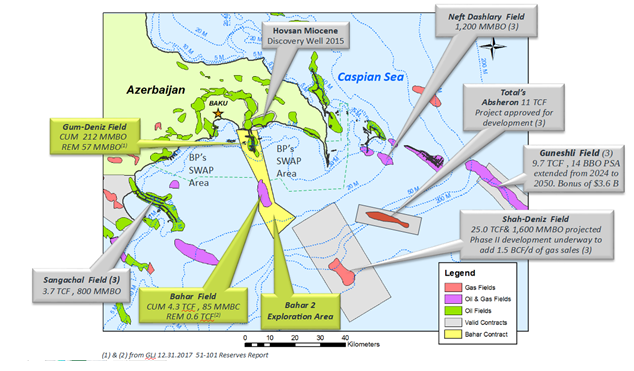 Neft Dashlary Field
1,200 MMBO (3)
Hovsan Miocene
Discovery Well 2015
Caspian Sea
Azerbaijan
BAKU
Total's
Absheron 11 TCF
Project approved for
development (3)
Gum-Deniz Field
CUM 212 MMBO
REM 57 MMBO(1)
BP's
SWAP
Area
BP's
SWAP
Area
Guneshli Field (3)
9.7 TCF , 14 BBO PSA
extended from 2024 to
2050. Bonus of $3.6 B
Shah-Deniz Field
25.0 TCF& 1,600 MMBO projected
Phase II development underway to
add 1.5 BCF/d of gas sales (3)
Sangachal Field (3)
3.7 TCF , 800 MMBO
Bahar Field
CUM 4.3 TCF , 85 MMBC
REM 0.6 TCF(2)
Bahar 2
Exploration Area
Legend
Gas Fields
Oil & Gas Fields
Oil Fields
Valid Contracts
Bahar Contract
0 5 10 20 30 40
Kilometers
(1) & (2) from GLJ 12.31.2017 51-101 Reserves Report